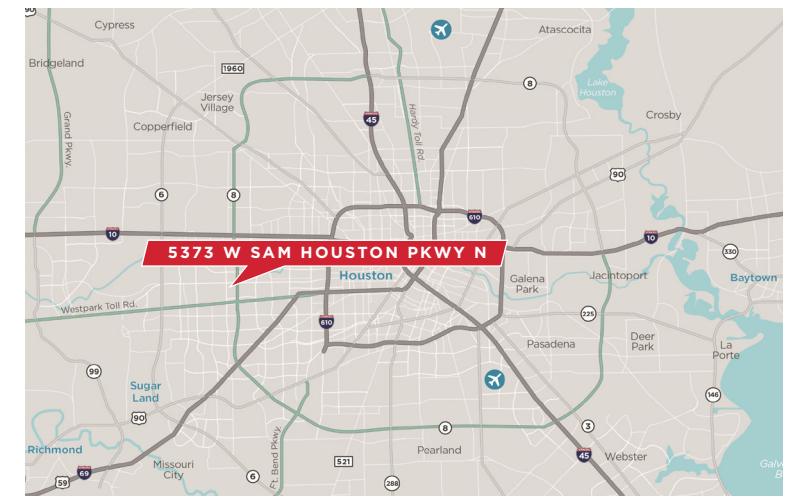 90
Cypress
Atascocita
Bridgeland
1960
8
Lake
Houston
Jersey
Village
Hardy Toll Rd.
45
Grand Pkwy.
Copperfield
Crosby
90
6
8
610
10
10
5373 W SAM HOUSTON PKWY N
330
Houston
Galena
Park
Jacintoport
Baytown
Westpark Toll Rd.
610
225
Pasadena
Deer
Park
La
Porte
99
Sugar
Land
146
90
8
3
Ft. Bend Pkwy.
Richmond
Pearland
45
Webster
Missouri
City
521
69
6
59
288